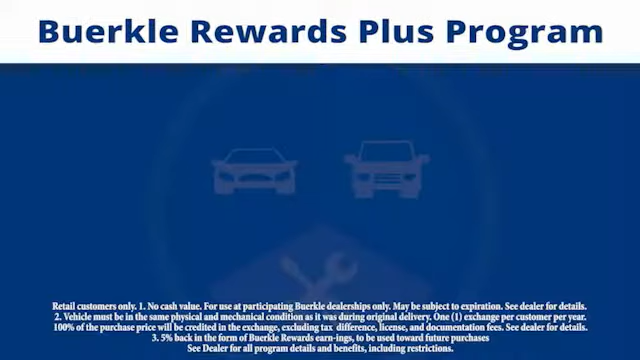 Buerkle Rewards Plus Program
Retail customers only. 1. No cash value. For use at participating Buerkle dealerships only. May be subject to expiration. See dealer for details.
2. Vehicle must be in the same physical and mechanical condition as it was during original delivery. One (1) exchange per customer per year.
100% of the purchase price will be credited in the exchange, excluding tax difference, license, and documentation fees. See dealer for details.
3. 5% back in the form of Buerkle Rewards earn-ings, to be used toward future purchases
See Dealer for all program details and benefits, including restrictions.